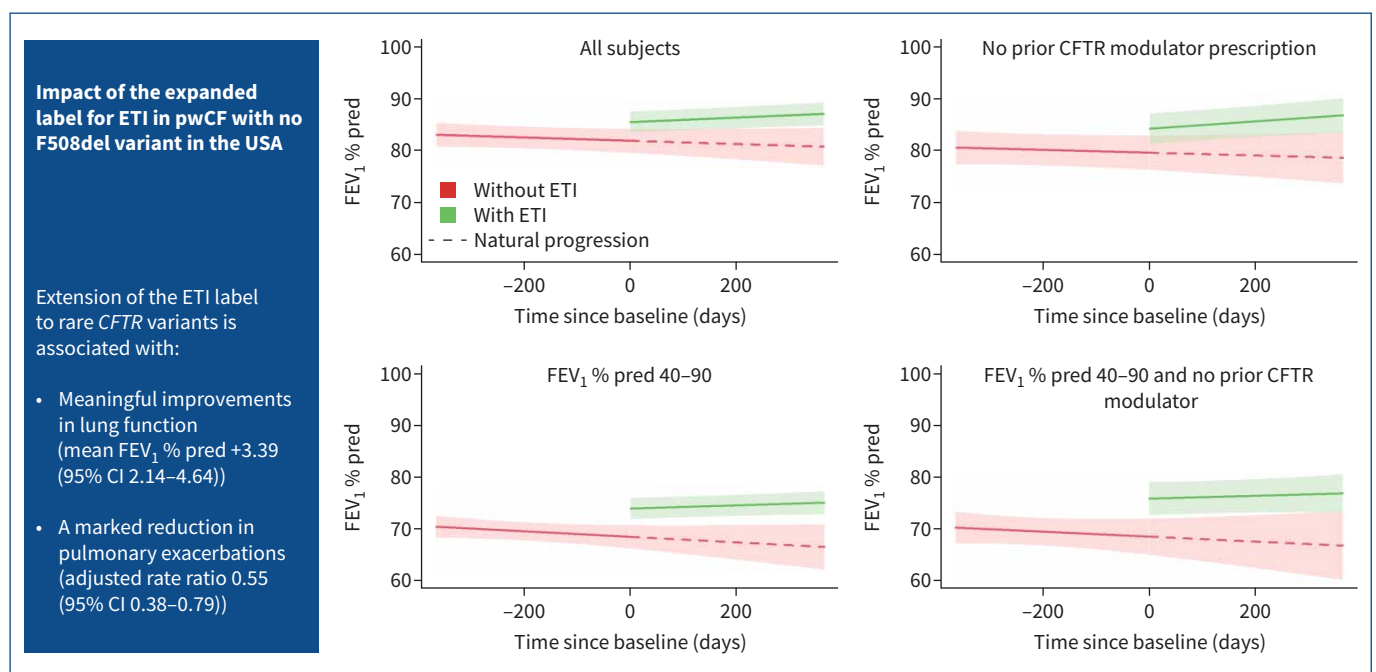 Impact of the expanded
label for ETI in pwCF with no
F508del variant in the USA
Extension of the ETI label
to rare CFTR variants is
associated with:
• Meaningful improvements
in lung function
(mean FEV1 % pred +3.39
(95% CI 2.14–4.64))
• A marked reduction in
pulmonary exacerbations
(adjusted rate ratio 0.55
(95% CI 0.38–0.79))
All subjects
FEV1 % pred
100
90
80
70
60
Without ETI
With ETI
Natural progression
–200
0
200
Time since baseline (days)
No prior CFTR modulator prescription
FEV1 % pred
100
90
80
70
60
–200
0
200
Time since baseline (days)
FEV1 % pred 40–90
FEV1 % pred
100
90
80
70
60
–200
0
200
Time since baseline (days)
FEV1 % pred 40–90 and no prior CFTR
modulator
FEV1 % pred
100
90
80
70
60
–200
0
200
Time since baseline (days)